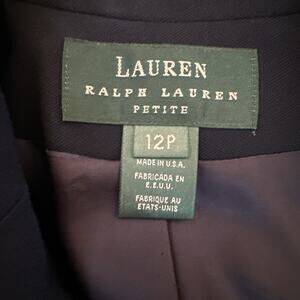 LAUREN
RALPH LAUREN
PETITE
12P
MADE IN U.S.A.
FABRICADA EN
E.E.U.U.
FABRIQUE AU
ETATS-UNIS